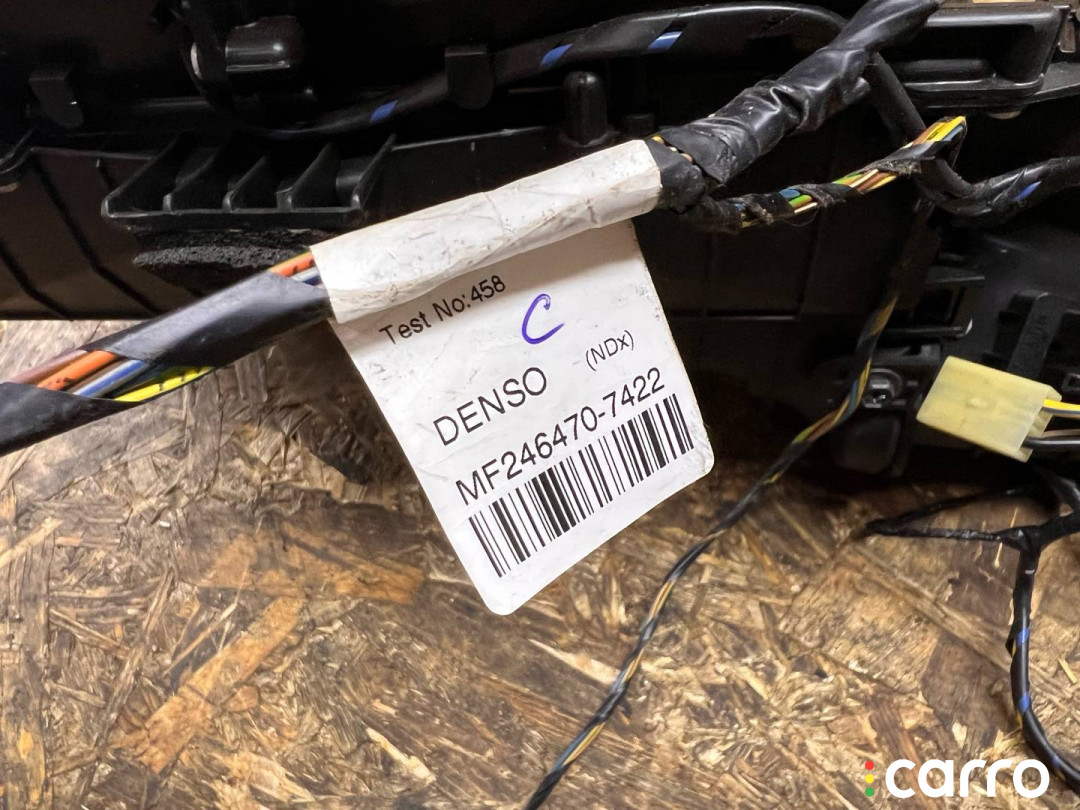 Test No:458
C
DENSO
(NDx)
MF246470-7422
carro